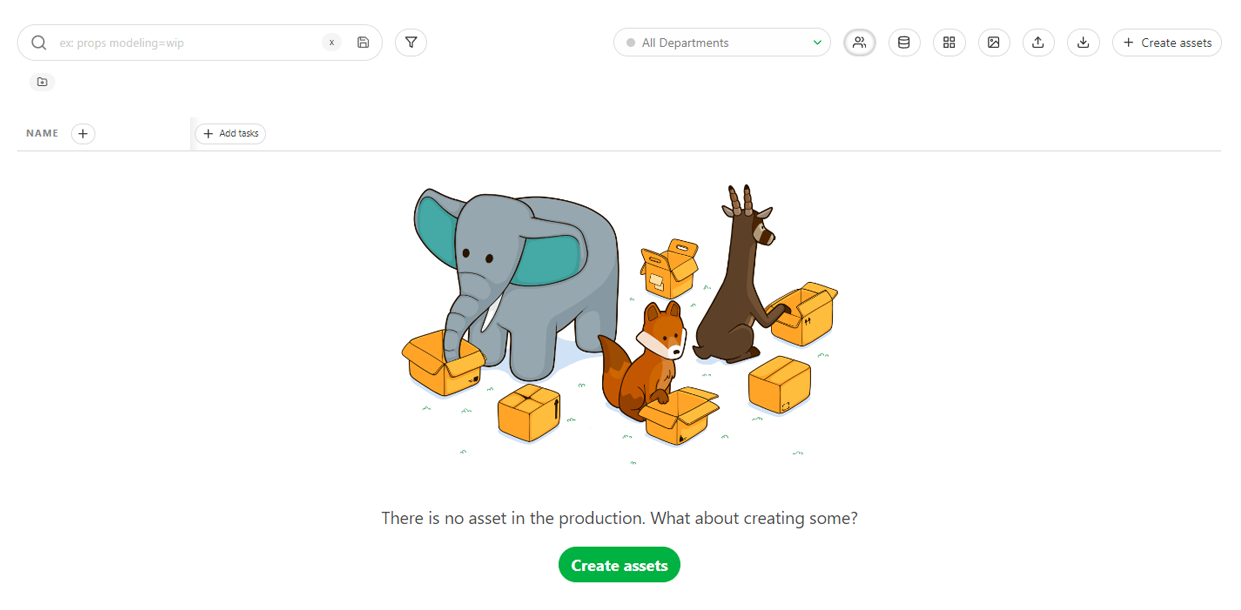 ex: props modeling=wip
x
All Departments
Create assets
NAME
Add tasks
There is no asset in the production. What about creating some?
Create assets